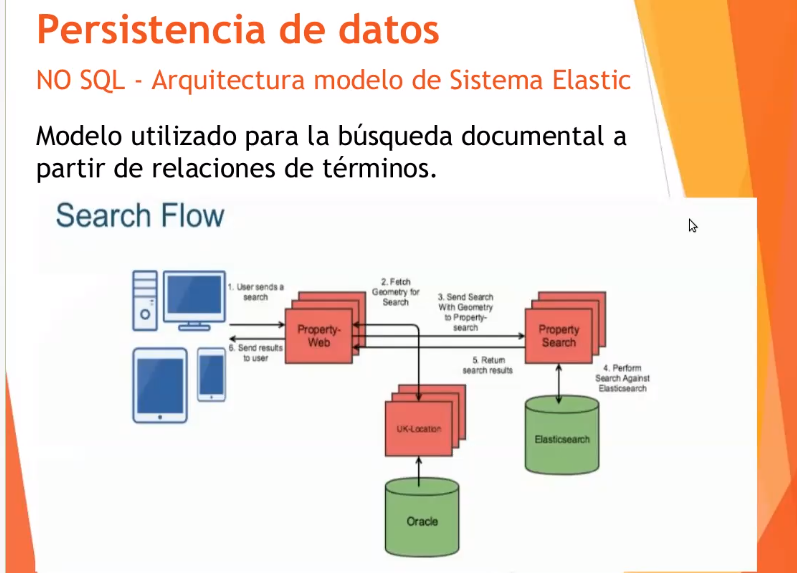 Persistencia de datos
NO SQL - Arquitectura modelo de Sistema Elastic
Modelo utilizado para la búsqueda documental a
partir de relaciones de términos.
Search Flow
1. User sends a
search
2. Fetch
Geometry for
Search
3. Send Search
With Geometry
to Property-
search
Property-
Web
Property
Search
6. Send results
to user
5. Return
search results
4. Perform
Search Against
Elasticsearch
UK-Location
Elasticsearch
Oracle